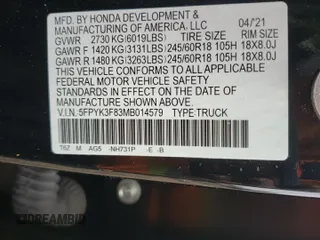 MFD. BY HONDA DEVELOPMENT & 04/21
MANUFACTURING OF AMERICA, LLC
GVWR 2730 KG (6019LBS) TIRE RIM SIZE
GAWR F 1420 KG(3131LBS) 245/60R18 105H 18X8.0J
GAWR R 1480 KG(3263LBS) 245/60R18 105H 18X8.0J
THIS VEHICLE CONFORMS TO ALL APPLICABLE
FEDERAL MOTOR VEHICLE SAFETY STANDARDS IN
EFFECT ON THE DATE OF MANUFACTURE SHOWN ABOVE.
V.I.N. 5FPYK3F83MB014579 TYPE:TRUCK
T6Z M AG5 -NH731P -E -B
DREAMBID